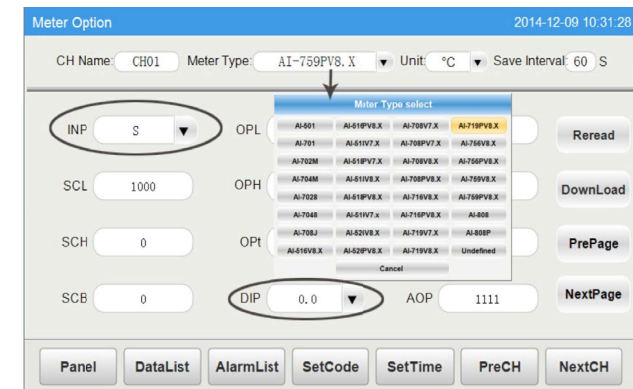 Meter Option 2014-12-09 10:31:28
CH Name: CH01 Meter Type: AI-759PV8.X ▼ Unit: °C ▼ Save Interval: 60 S
Miter Type select
INP S ▼ OPL Reread
AI-501 AI-516PV8.X AI-708V7.X AI-719PV8.X
AI-701 AI-51IV7.X AI-708PV7.X AI-756V8.X
AI-702M AI-518PV7.X AI-708V8.X AI-756PV8.X
AI-704M AI-51IV8.X AI-708PV8.X AI-759V8.X
SCL 1000 OPH DownLoad
AI-7028 AI-518PV8.X AI-716V8.X AI-759PV8.X
AI-7048 AI-51IV7.x AI-716PV8.X AI-808
AI-708J AI-52IV8.X AI-719V7.X AI-808P
AI-516V8.X AI-526PV8.X AI-719V8.X Undefined
SCH 0 OPt PrePage
Cancel
SCB 0 DIP 0.0 ▼ AOP 1111 NextPage
Panel DataList AlarmList SetCode SetTime PreCH NextCH